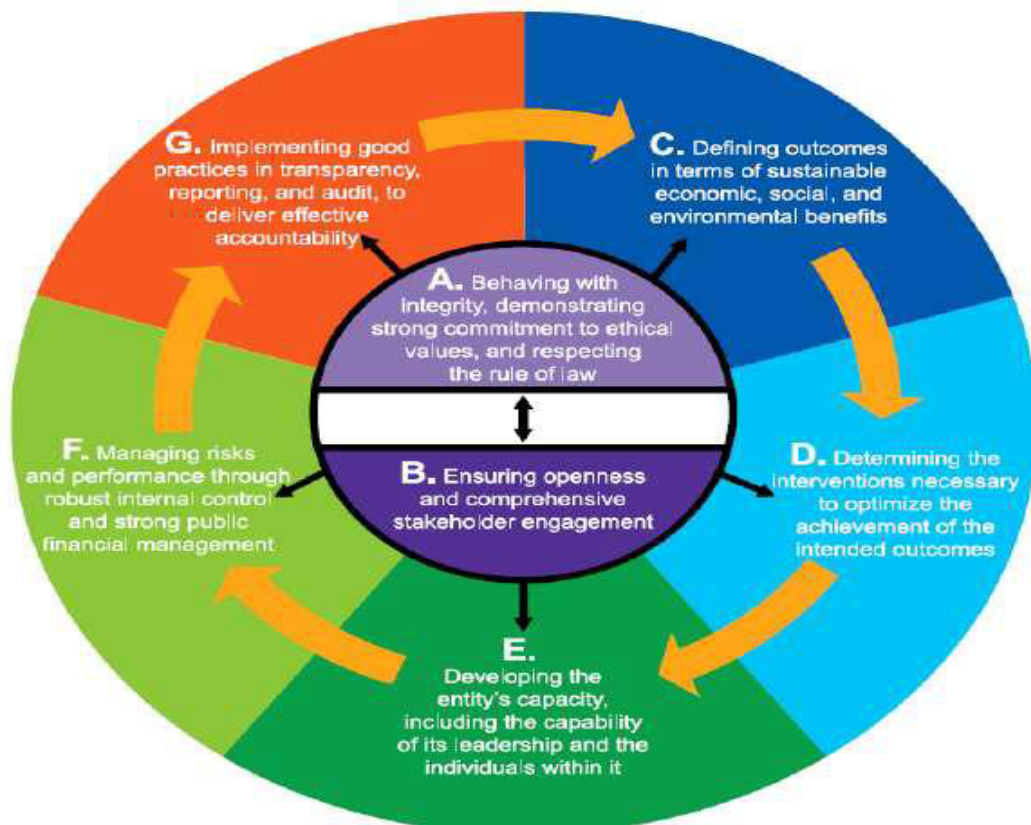 G. Implementing good
practices in transparency,
reporting, and audit, to
deliver effective
accountability
C. Defining outcomes
in terms of sustainable
economic, social, and
environmental benefits
A. Behaving with
integrity, demonstrating
strong commitment to ethical
values, and respecting
the rule of law
B. Ensuring openness
and comprehensive
stakeholder engagement
D. Determining the
interventions necessary
to optimize the
achievement of the
intended outcomes
E.
Developing the
entity's capacity,
including the capability
of its leadership and the
individuals within it
F. Managing risks
and performance through
robust internal control
and strong public
financial management